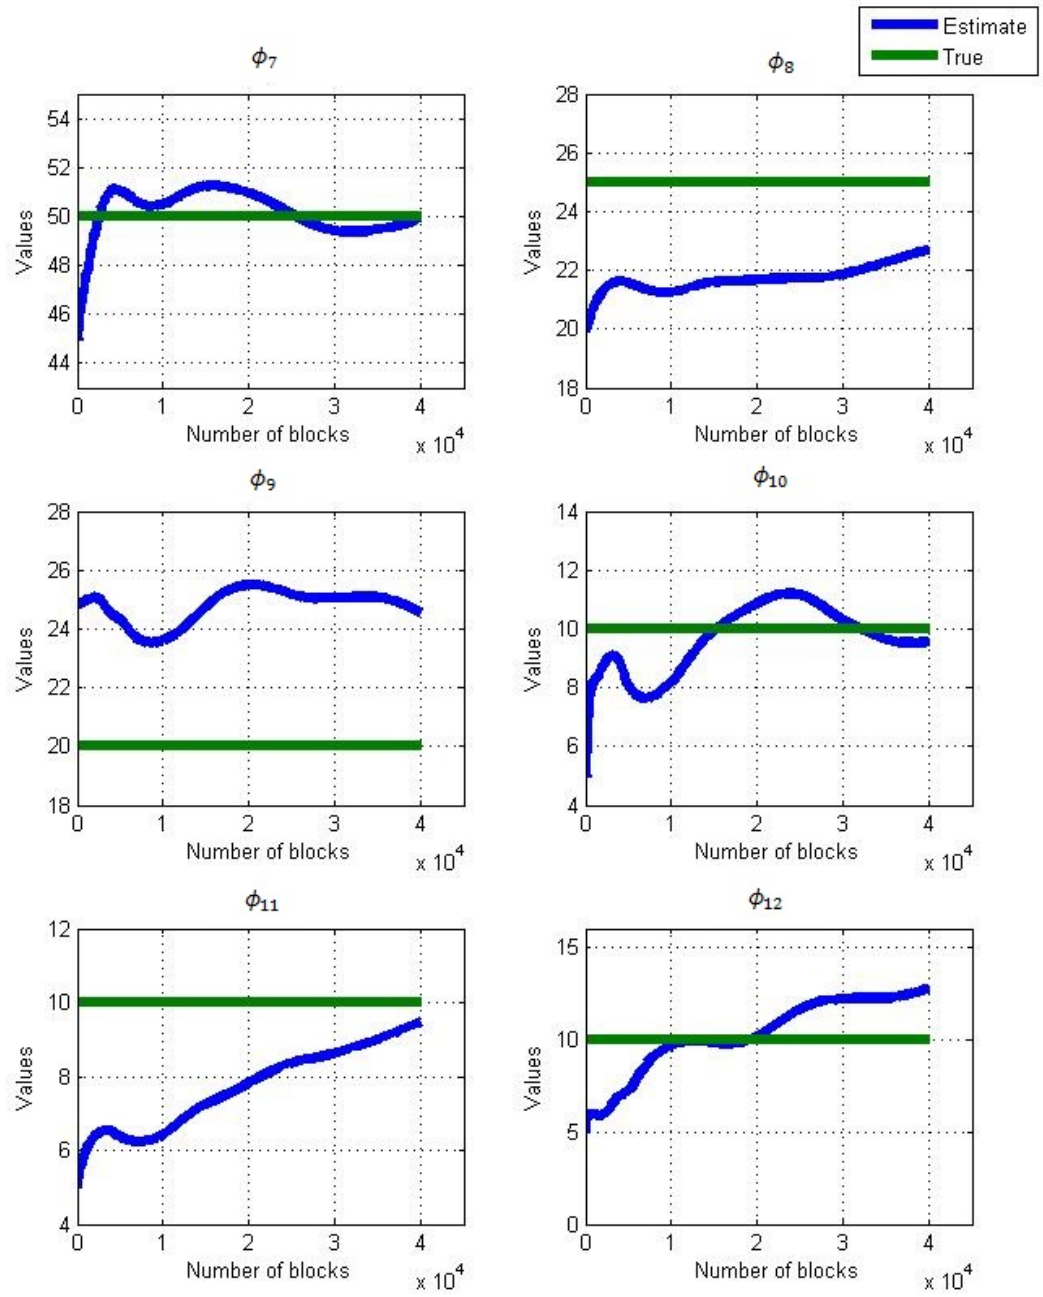 Estimate
True
ϕ7
54
52
50
48
46
44
Values
0 1 2 3 4
Number of blocks
x 10^4
ϕ8
28
26
24
22
20
18
Values
0 1 2 3 4
Number of blocks
x 10^4
ϕ9
28
26
24
22
20
18
Values
0 1 2 3 4
Number of blocks
x 10^4
ϕ10
14
12
10
8
6
4
Values
0 1 2 3 4
Number of blocks
x 10^4
ϕ11
12
10
8
6
4
Values
0 1 2 3 4
Number of blocks
x 10^4
ϕ12
15
10
5
0
Values
0 1 2 3 4
Number of blocks
x 10^4